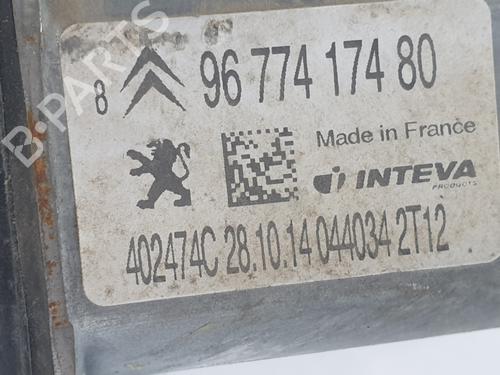 8 96 774 174 80
Made in France
INTEVA
PRODUCTS
402474C 28.10.14 044034 2T12
B-PARTS